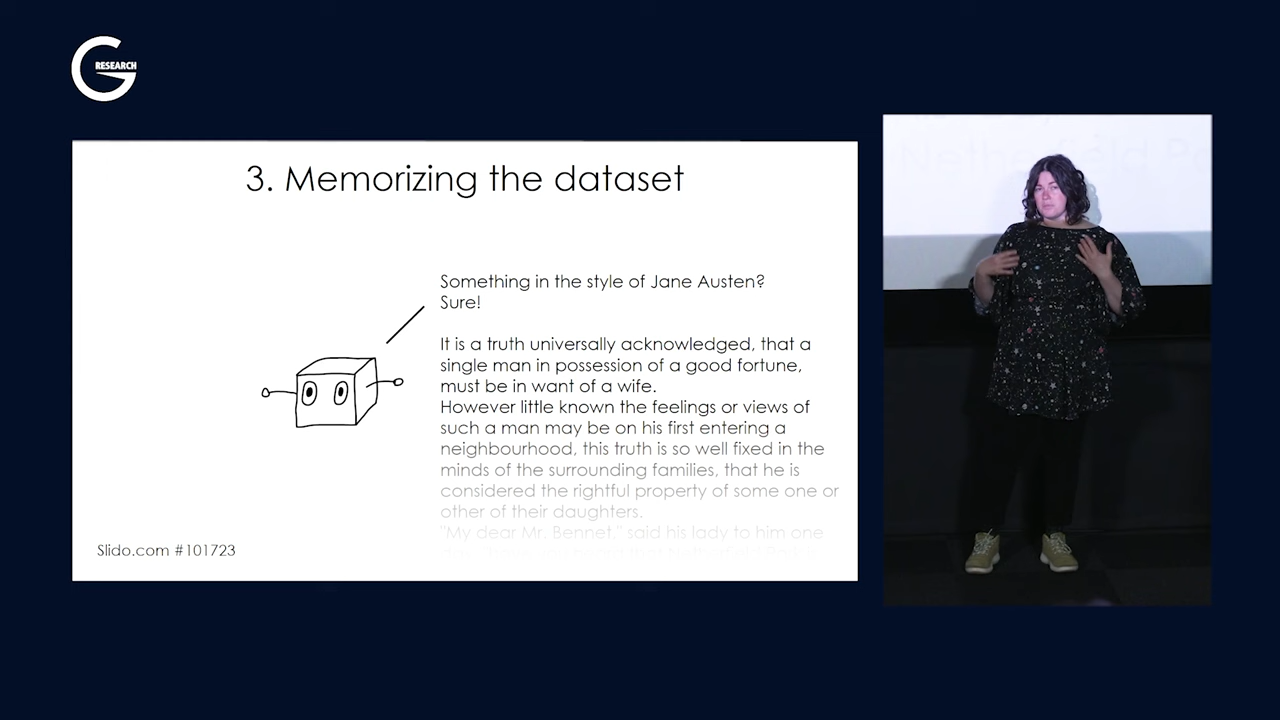 G
RESEARCH
3. Memorizing the dataset
Something in the style of Jane Austen?
Sure!
It is a truth universally acknowledged, that a
single man in possession of a good fortune,
must be in want of a wife.
However little known the feelings or views of
such a man may be on his first entering a
neighbourhood, this truth is so well fixed in the
minds of the surrounding families, that he is
considered the rightful property of some one or
other of their daughters.
"My dear Mr. Bennet," said his lady to him one
Slido.com #101723
Netherfield